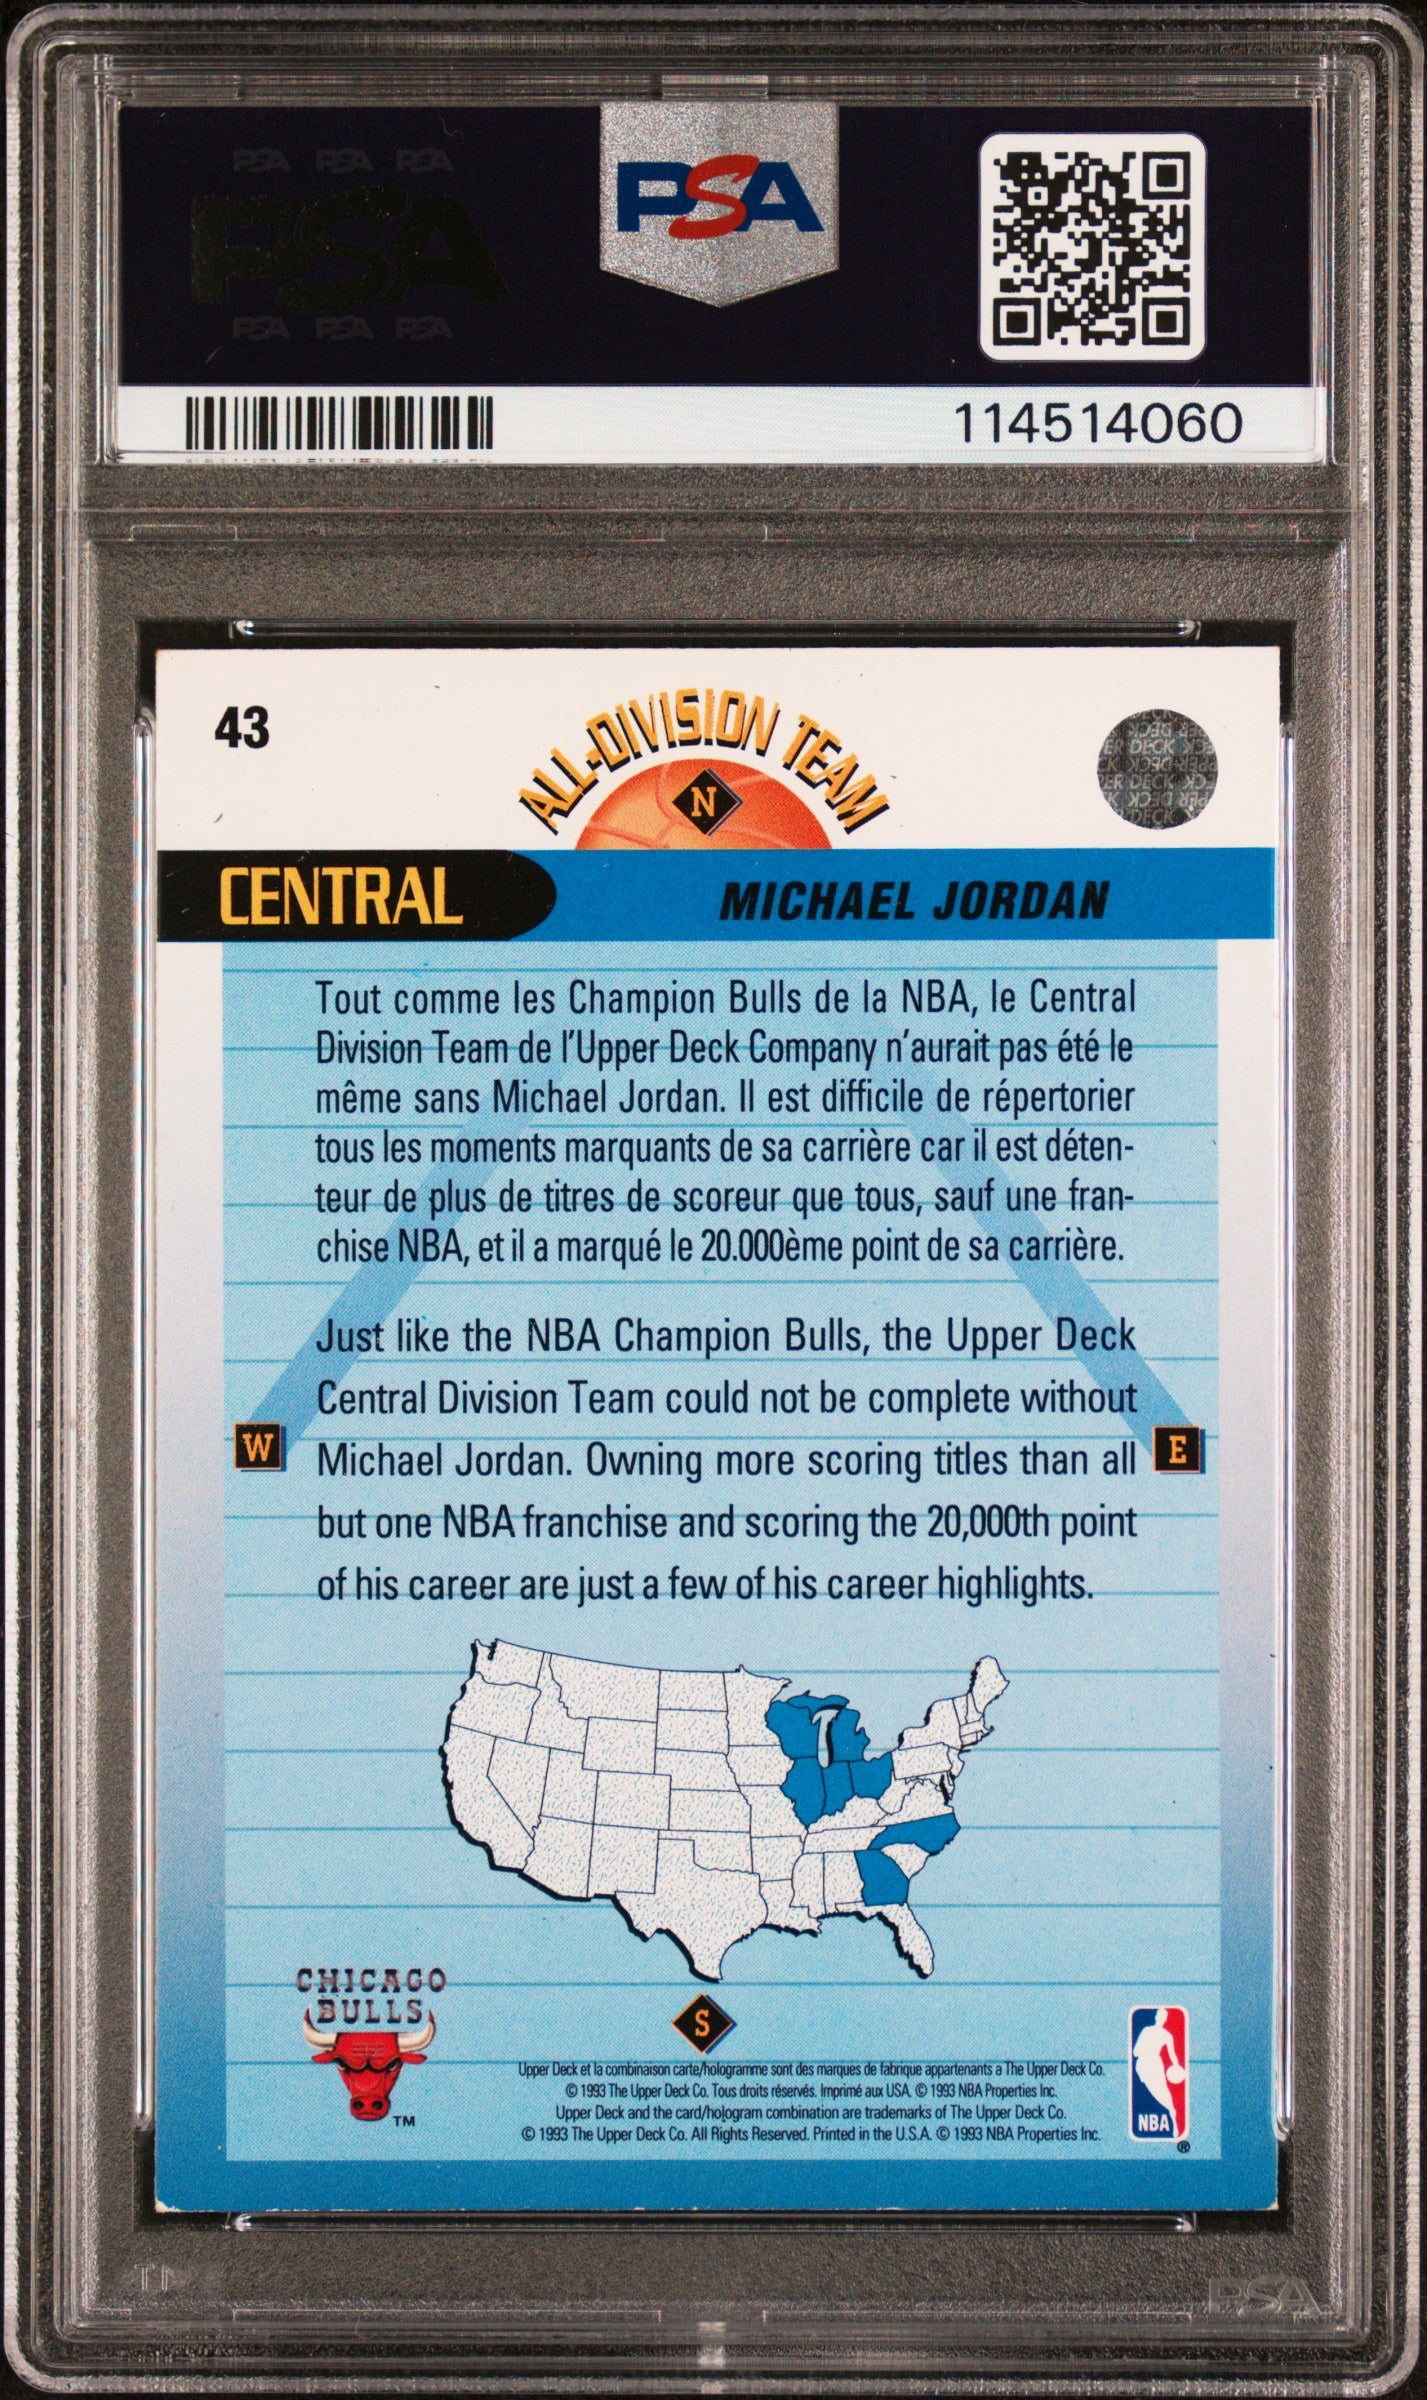 PSA PSA PSA
PSA
PSA PSA PSA
PSA
114514060
43
ALL-DIVISION TEAM
N
CENTRAL
MICHAEL JORDAN
Tout comme les Champion Bulls de la NBA, le Central
Division Team de l'Upper Deck Company n'aurait pas été le
même sans Michael Jordan. Il est difficile de répertorier
tous les moments marquants de sa carrière car il est déten-
teur de plus de titres de scoreur que tous, sauf une fran-
chise NBA, et il a marqué le 20.000ème point de sa carrière.
Just like the NBA Champion Bulls, the Upper Deck
Central Division Team could not be complete without
W
Michael Jordan. Owning more scoring titles than all
E
but one NBA franchise and scoring the 20,000th point
of his career are just a few of his career highlights.
CHICAGO
BULLS
TM
S
Upper Deck et la combinaison carte/hologramme sont des marques de fabrique appartenants a The Upper Deck Co.
© 1993 The Upper Deck Co. Tous droits réservés. Imprimé aux USA. © 1993 NBA Properties Inc.
Upper Deck and the card/hologram combination are trademarks of The Upper Deck Co.
© 1993 The Upper Deck Co. All Rights Reserved. Printed in the U.S.A. © 1993 NBA Properties Inc.
NBA
®
PSA